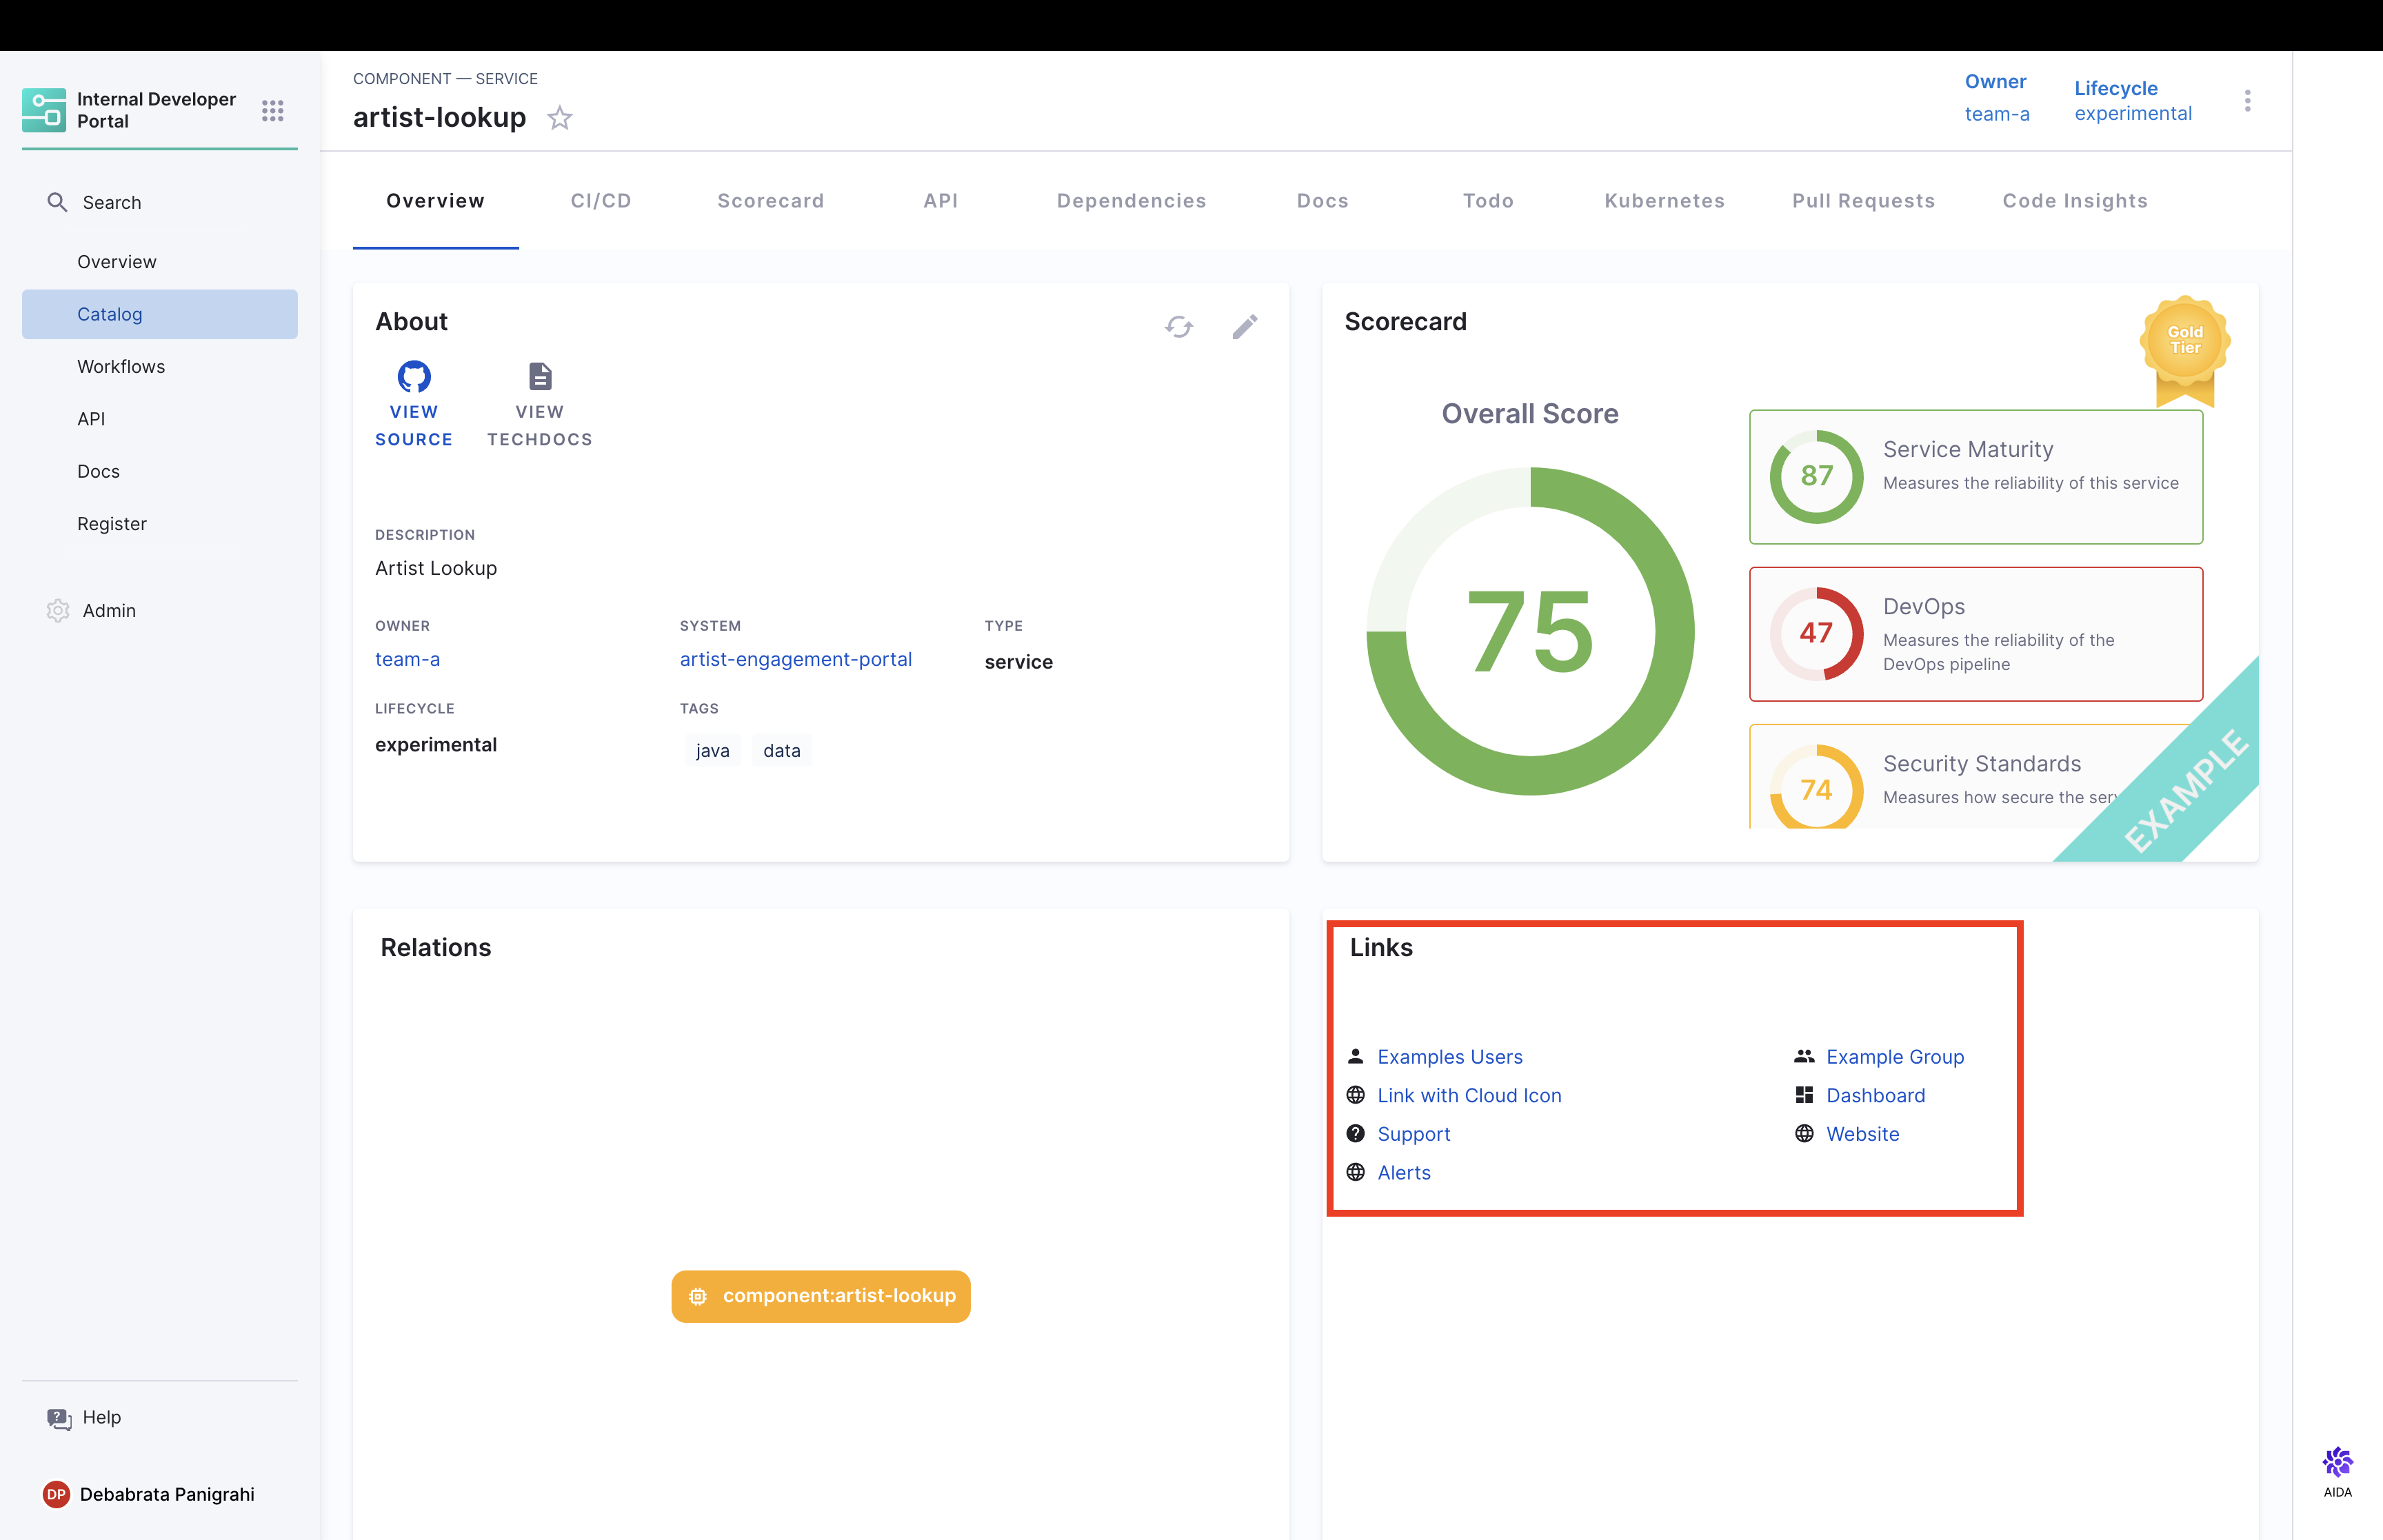 Internal Developer
Portal
Search
Overview
Catalog
Workflows
API
Docs
Register
Admin
Help
DP
Debabrata Panigrahi
COMPONENT — SERVICE
artist-lookup
Owner
team-a
Lifecycle
experimental
Overview
CI/CD
Scorecard
API
Dependencies
Docs
Todo
Kubernetes
Pull Requests
Code Insights
About
VIEW
SOURCE
VIEW
TECHDOCS
DESCRIPTION
Artist Lookup
OWNER
team-a
SYSTEM
artist-engagement-portal
TYPE
service
LIFECYCLE
experimental
TAGS
java
data
Scorecard
Gold
Tier
Overall Score
75
87
Service Maturity
Measures the reliability of this service
47
DevOps
Measures the reliability of the
DevOps pipeline
74
Security Standards
Measures how secure the
EXAMPLE
Relations
component:artist-lookup
Links
Examples Users
Example Group
Link with Cloud Icon
Dashboard
Support
Website
Alerts
AIDA